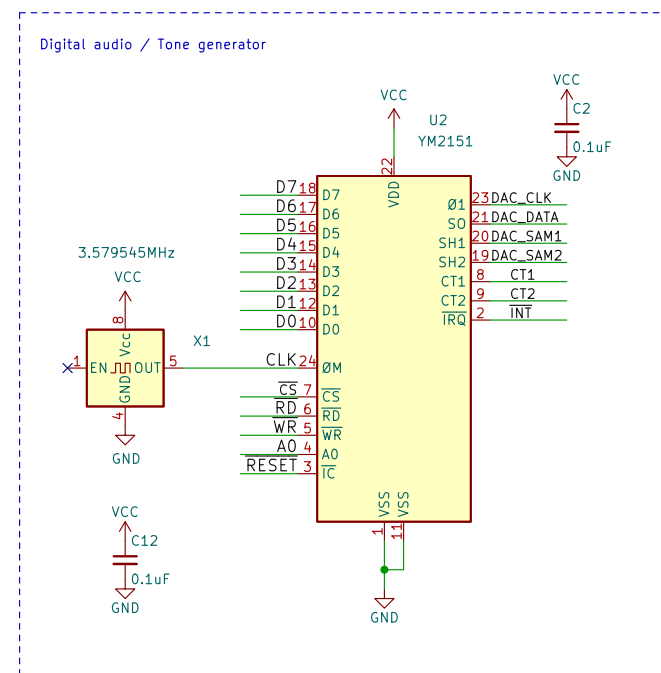 Digital audio / Tone generator
VCC
C2
0.1uF
GND
VCC
U2
YM2151
22
VDD
D7 18 D7
D6 17 D6
D5 16 D5
D4 15 D4
D3 14 D3
D2 13 D2
D1 12 D1
D0 10 D0
CLK 24 ØM
CS 7 CS
RD 6 RD
WR 5 WR
A0 4 A0
RESET 3 IC
Ø1 23 DAC_CLK
SO 21 DAC_DATA
SH1 20 DAC_SAM1
SH2 19 DAC_SAM2
CT1 8 CT1
CT2 9 CT2
IRQ 2 INT
VSS VSS
1 11
GND
3.579545MHz
VCC
8
X1
Vcc
1 EN OUT 5
GND
4
GND
VCC
C12
0.1uF
GND